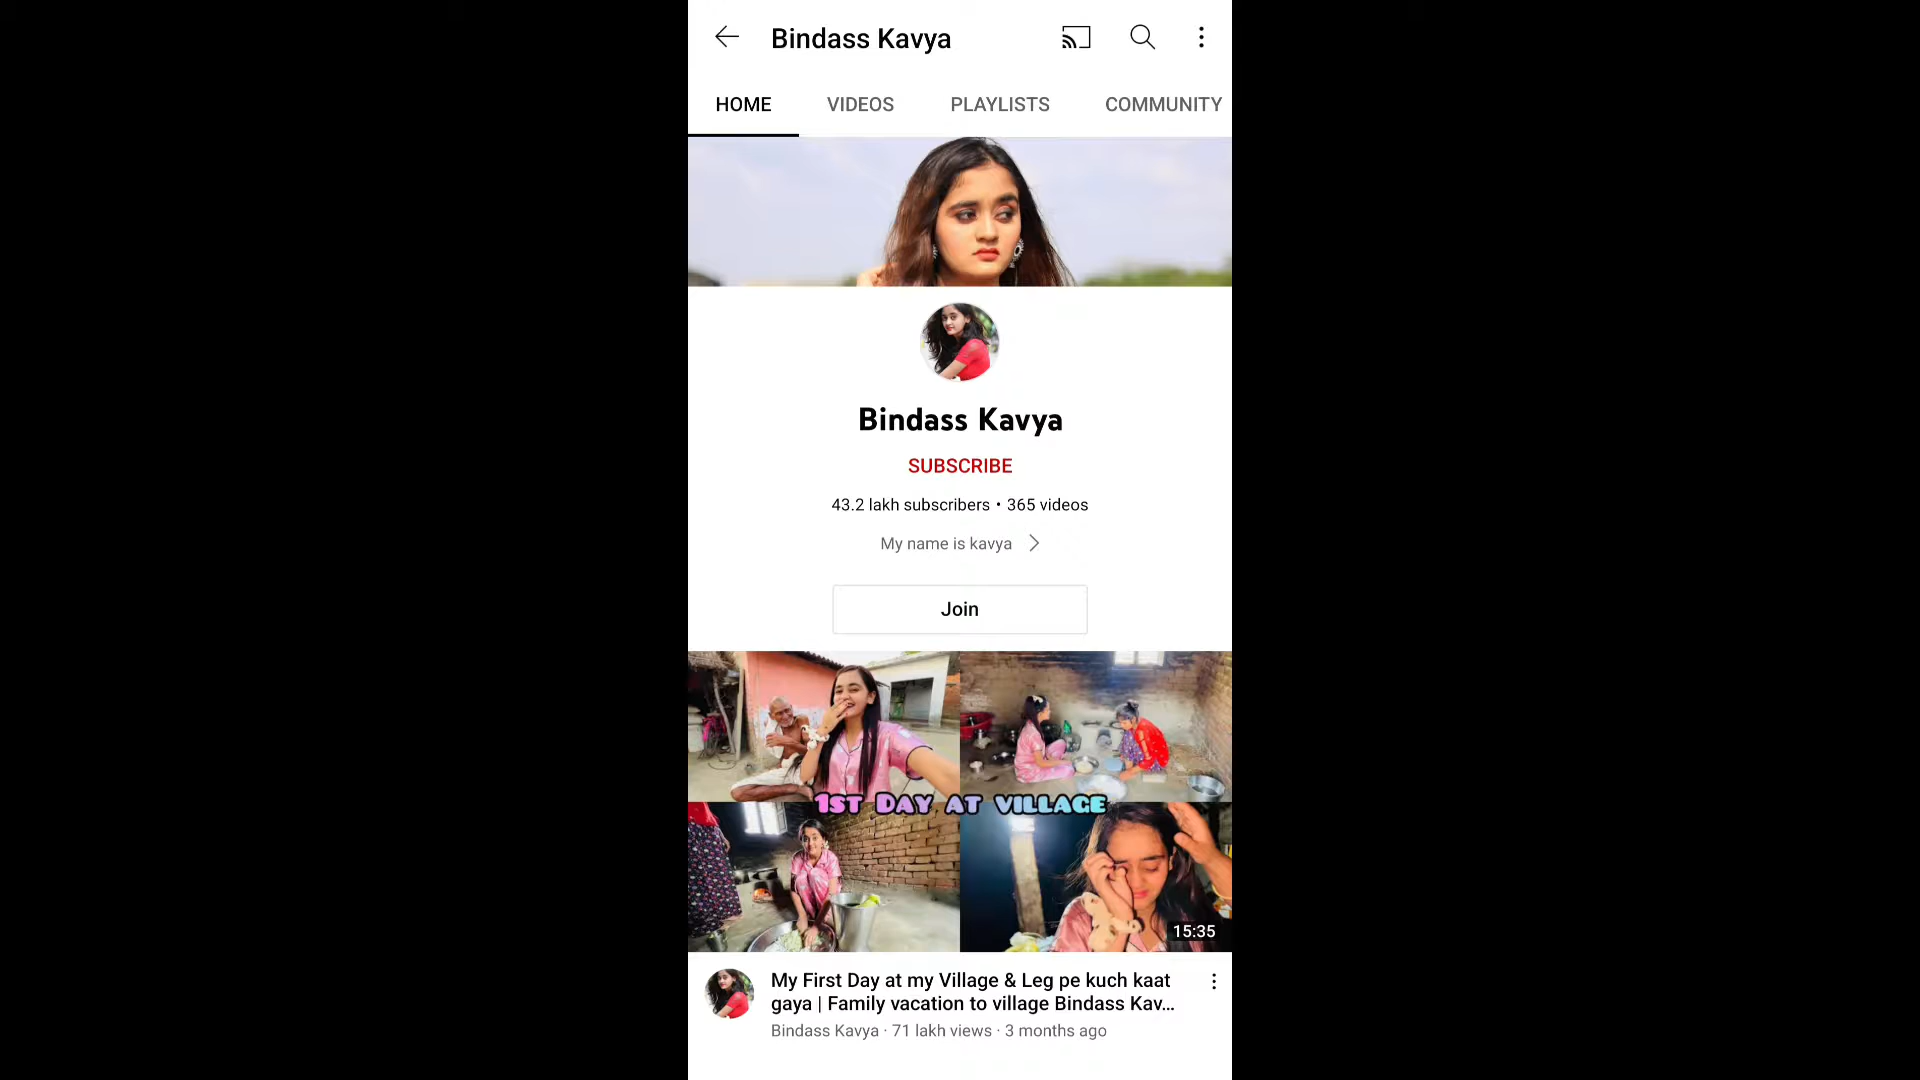 Bindass Kavya
HOME VIDEOS PLAYLISTS COMMUNITY
Bindass Kavya
SUBSCRIBE
43.2 lakh subscribers • 365 videos
My name is kavya
Join
1ST DAY AT VILLAGE
15:35
My First Day at my Village & Leg pe kuch kaat
gaya | Family vacation to village Bindass Kav...
Bindass Kavya · 71 lakh views · 3 months ago